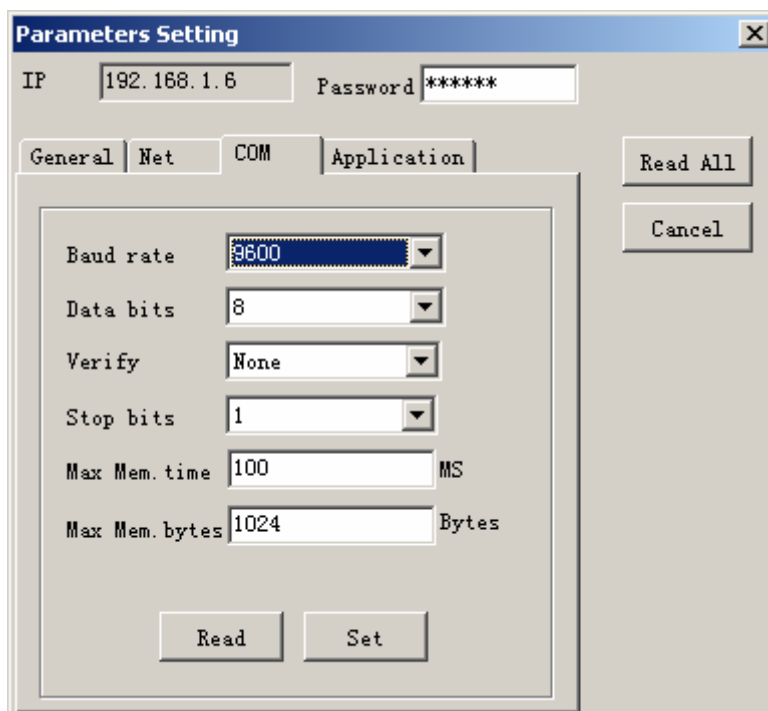 Parameters Setting
IP 192.168.1.6 Password ******
General Net COM Application
Read All
Cancel
Baud rate 9600
Data bits 8
Verify None
Stop bits 1
Max Mem.time 100 MS
Max Mem.bytes 1024 Bytes
Read Set